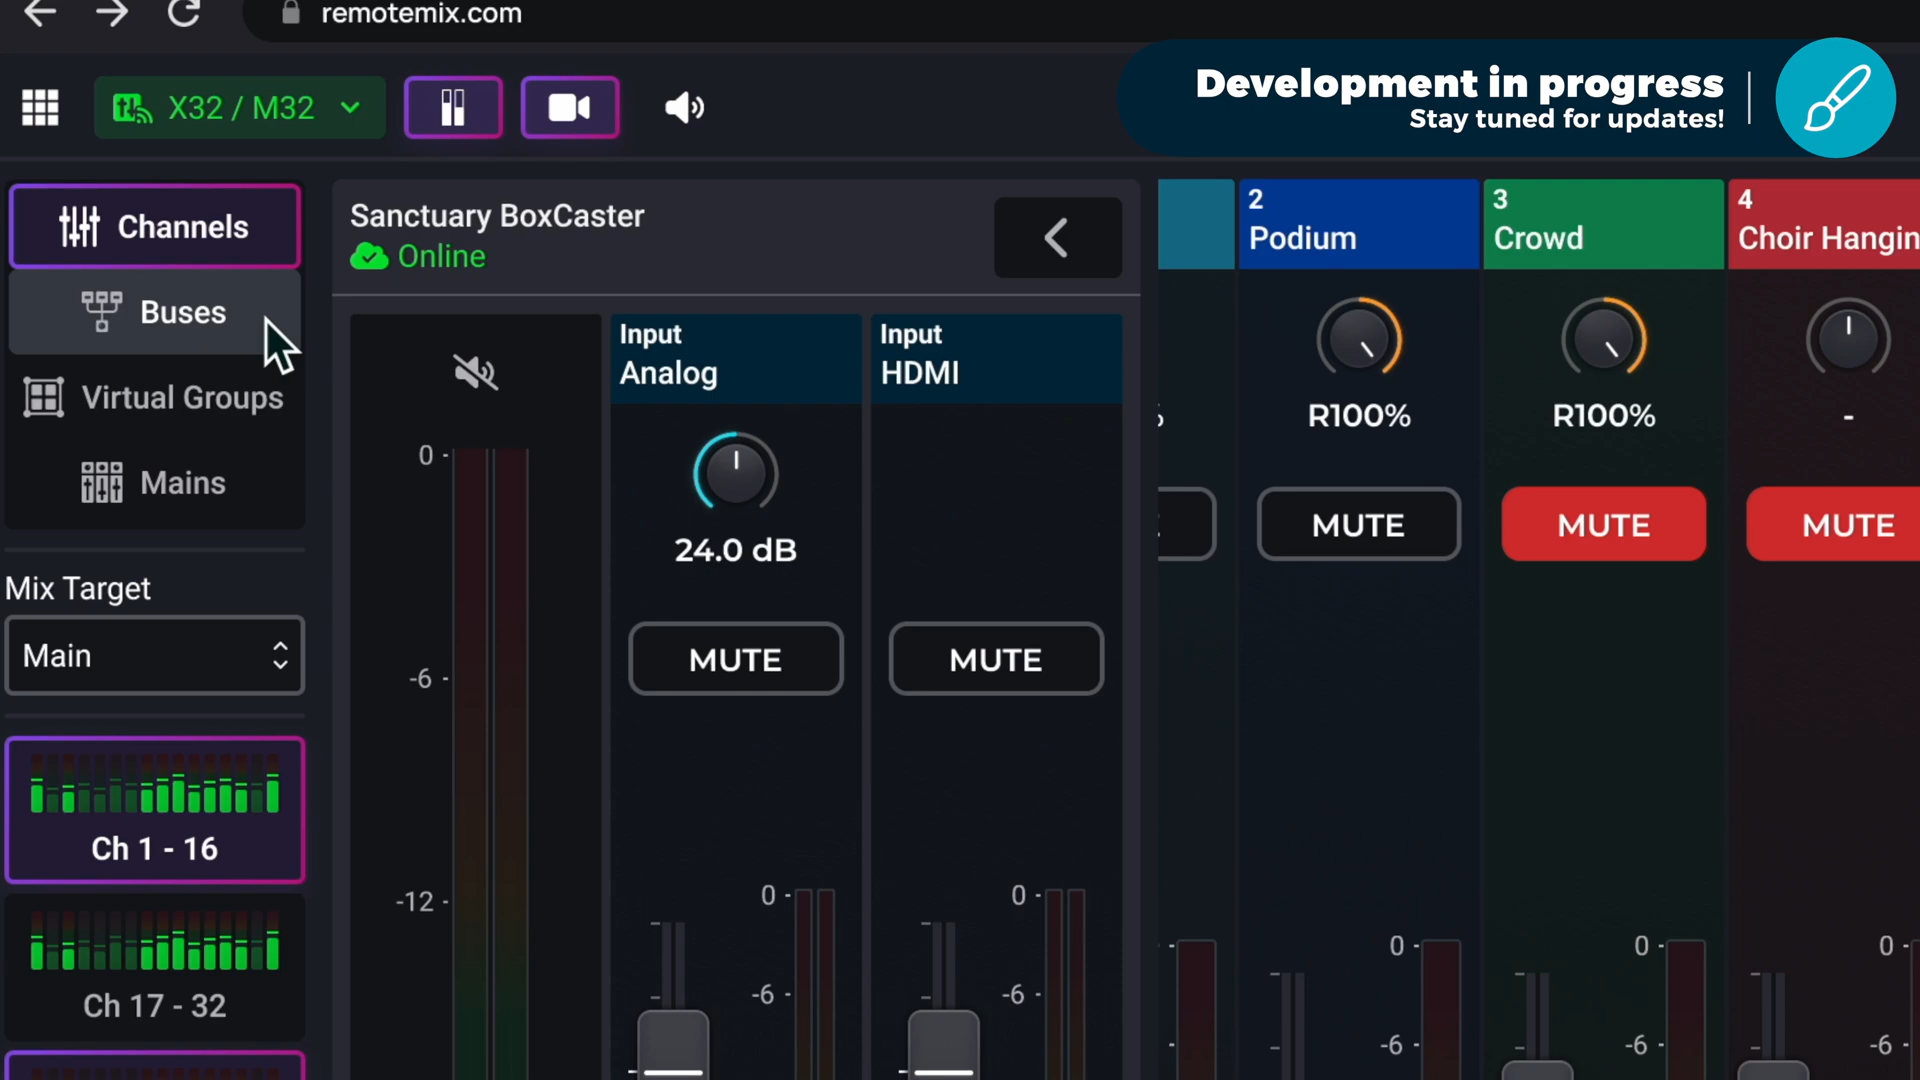 remotemix.com
X32 / M32
Development in progress
Stay tuned for updates!
Channels
Buses
Virtual Groups
Mains
Mix Target
Main
Ch 1 - 16
Ch 17 - 32
Sanctuary BoxCaster
Online
0
-6
-12
Input
Analog
24.0 dB
MUTE
0
-6
Input
HDMI
MUTE
0
-6
%
2
Podium
R100%
MUTE
0
-6
3
Crowd
R100%
MUTE
0
-6
4
Choir Hangin
-
MUTE
0
-6